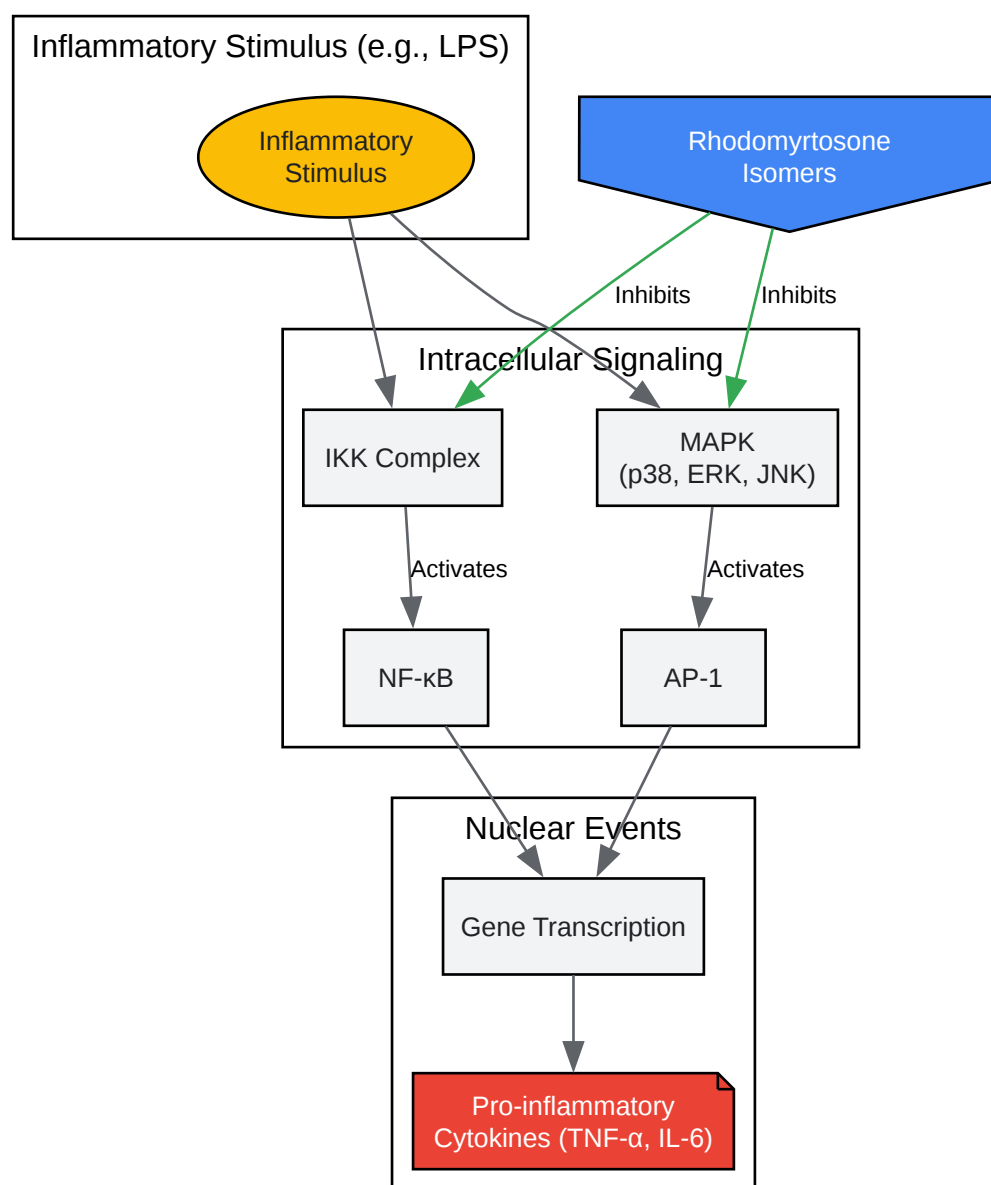 Inflammatory Stimulus (e.g., LPS)
Inflammatory
Stimulus
Rhodomyrtosone
Isomers
Inhibits
Inhibits
Intracellular Signaling
IKK Complex
MAPK
(p38, ERK, JNK)
Activates
Activates
NF-κB
AP-1
Nuclear Events
Gene Transcription
Pro-inflammatory
Cytokines (TNF-α, IL-6)